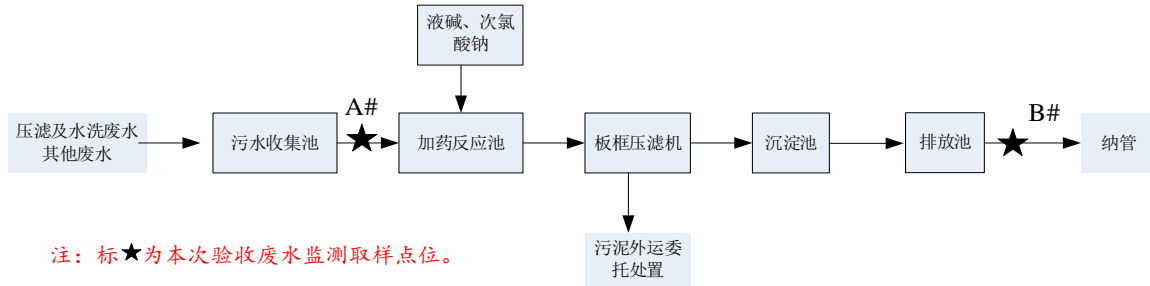 液碱、次氯
酸钠
A#
B#
压滤及水洗废水
其他废水
污水收集池
加药反应池
板框压滤机
沉淀池
排放池
纳管
污泥外运委
托处置
注：标★为本次验收废水监测取样点位。